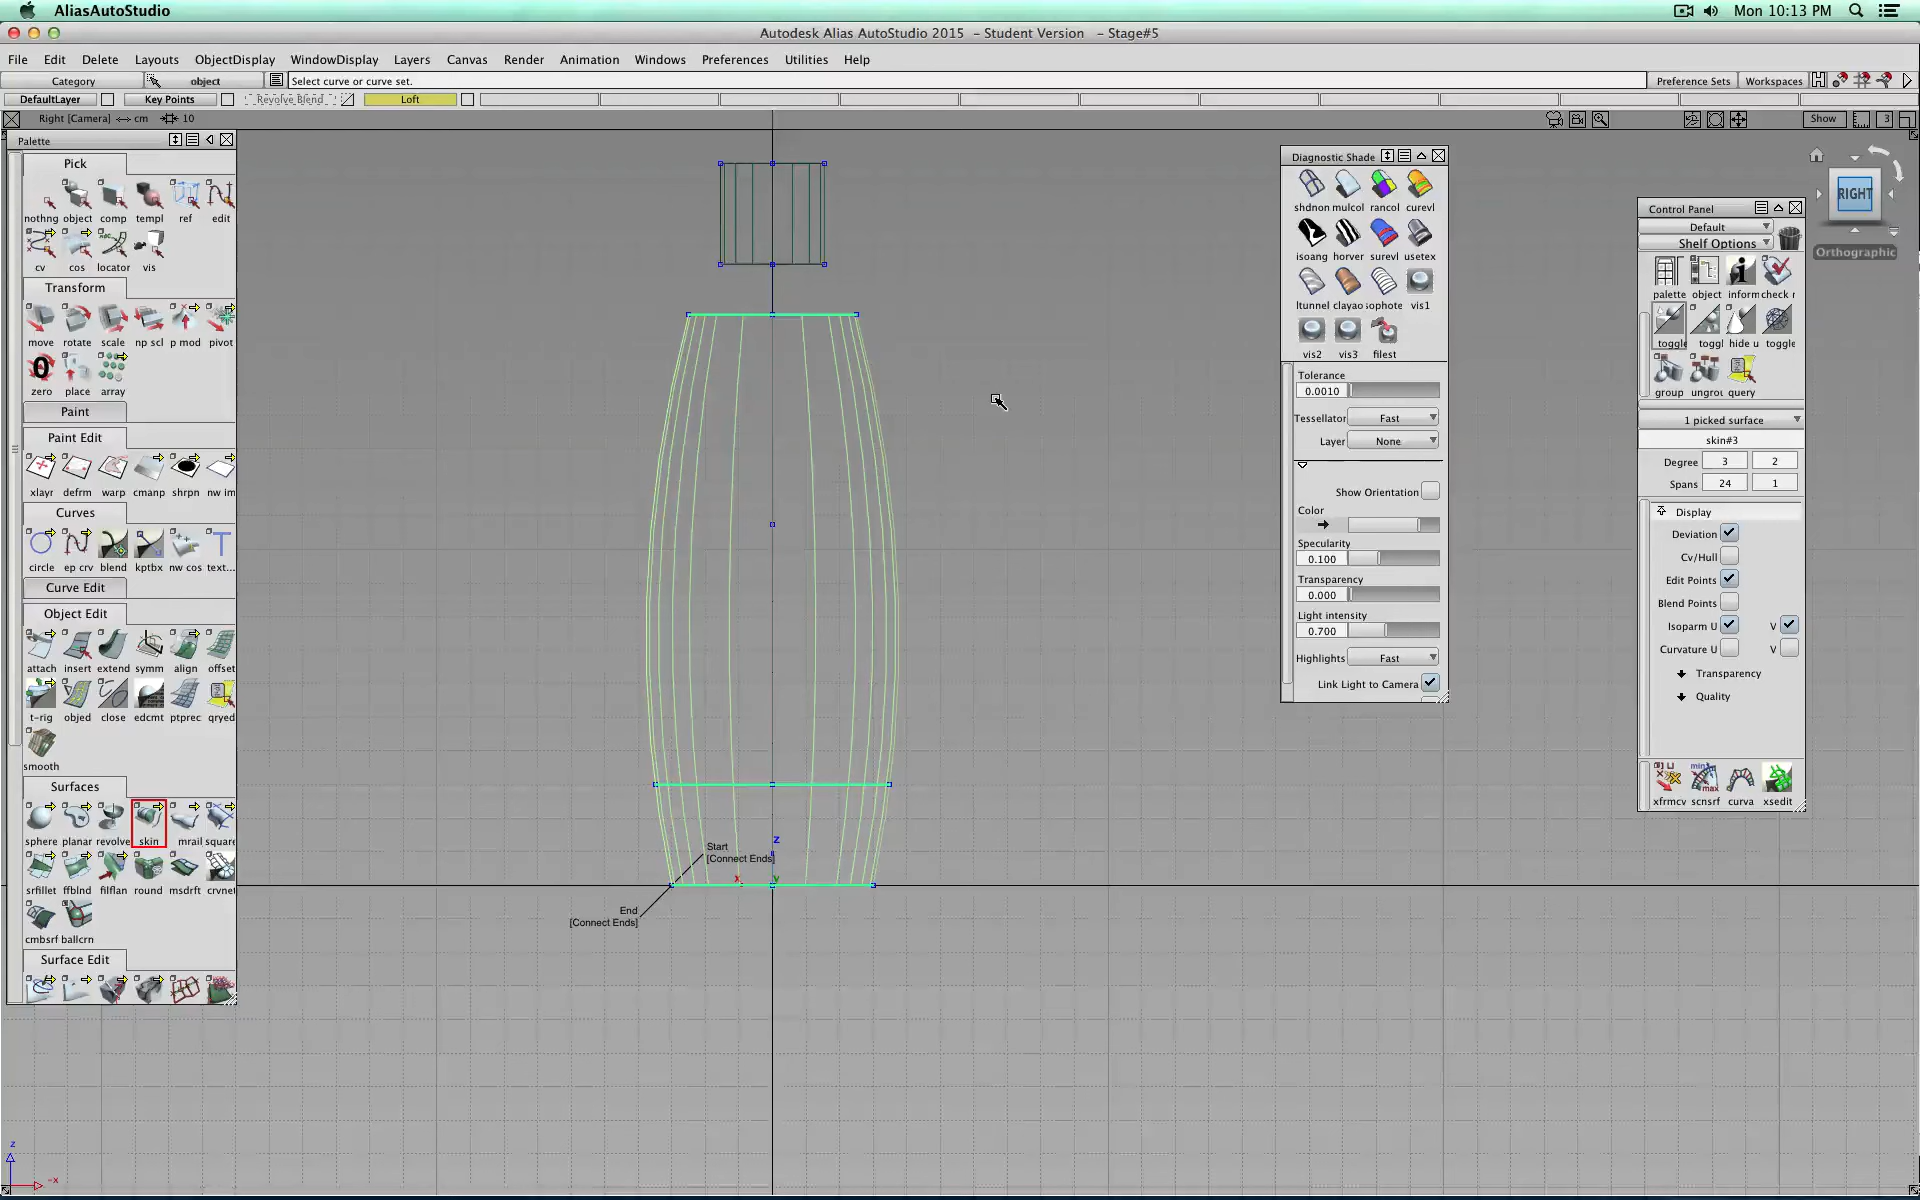 AliasAutoStudio
Mon 10:13 PM
Autodesk Alias AutoStudio 2015 - Student Version - Stage#5
File Edit Delete Layouts ObjectDisplay WindowDisplay Layers Canvas Render Animation Windows Preferences Utilities Help
Category object Select curve or curve set. Preference Sets Workspaces
DefaultLayer Key Points Revolve Blend Loft
Right [Camera] cm 10 Show 3
Palette
Pick
nothng object comp templ ref edit
cv cos locator vis
Transform
move rotate scale np scl p mod pivot
0
zero place array
Paint
Paint Edit
xlayr defrm warp cmanp shrpn nw im
Curves
T
circle ep crv blend kptbx nw cos text...
Curve Edit
Object Edit
attach insert extend symm align offset
t-rig objed close edcmt ptprec qryed
smooth
Surfaces
sphere planar revolve skin mrail square
srfillet ffblnd filflan round msdrft crvnet
cmbsrf ballcrn
Surface Edit
z
-x
Start
[Connect Ends]
z
x y
End
[Connect Ends]
Diagnostic Shade
shdnon mulcol rancol curevl
isoang horver surevl usetex
ltunnel clayao isophote vis1
vis2 vis3 filest
Tolerance
0.0010
Tessellator Fast
Layer None
Show Orientation
Color
Specularity
0.100
Transparency
0.000
Light intensity
0.700
Highlights Fast
Link Light to Camera
RIGHT
Orthographic
Control Panel
Default
Shelf Options
palette object inform check r
toggle toggl hide u toggle
group ungrou query
1 picked surface
skin#3
Degree 3 2
Spans 24 1
Display
Deviation
Cv/Hull
Edit Points
Blend Points
Isoparm U V
Curvature U V
Transparency
Quality
xfrmcv scnsrf curva xsedit